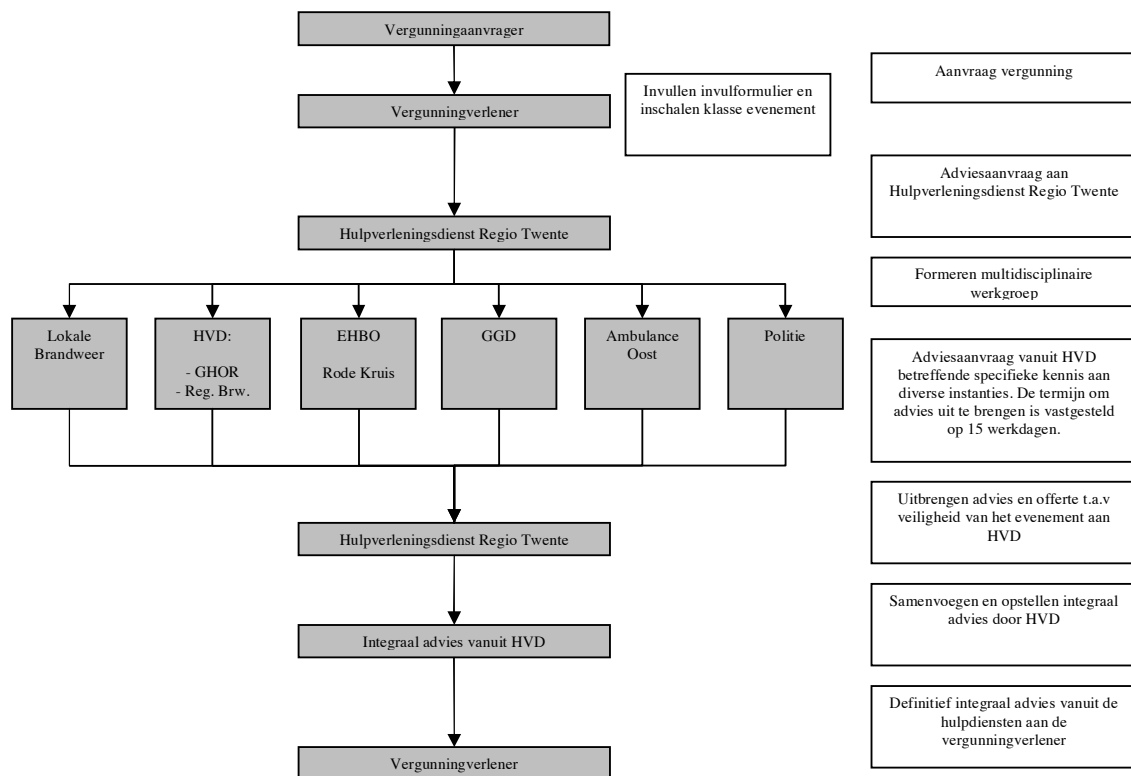 Vergunningaanvrager
Aanvraag vergunning
Invullen invulformulier en
inschalen klasse evenement
Vergunningverlener
Adviesaanvraag aan
Hulpverleningsdienst Regio Twente
Hulpverleningsdienst Regio Twente
Formeren multidisciplinaire
werkgroep
Lokale
Brandweer
HVD:
- GHOR
- Reg. Brw.
EHBO
Rode Kruis
GGD
Ambulance
Oost
Politie
Adviesaanvraag vanuit HVD
betreffende specifieke kennis aan
diverse instanties. De termijn om
advies uit te brengen is vastgesteld
op 15 werkdagen.
Uitbrengen advies en offerte t.a.v
veiligheid van het evenement aan
HVD
Hulpverleningsdienst Regio Twente
Samenvoegen en opstellen integraal
advies door HVD
Integraal advies vanuit HVD
Definitief integraal advies vanuit de
hulpdiensten aan de
vergunningverlener
Vergunningverlener